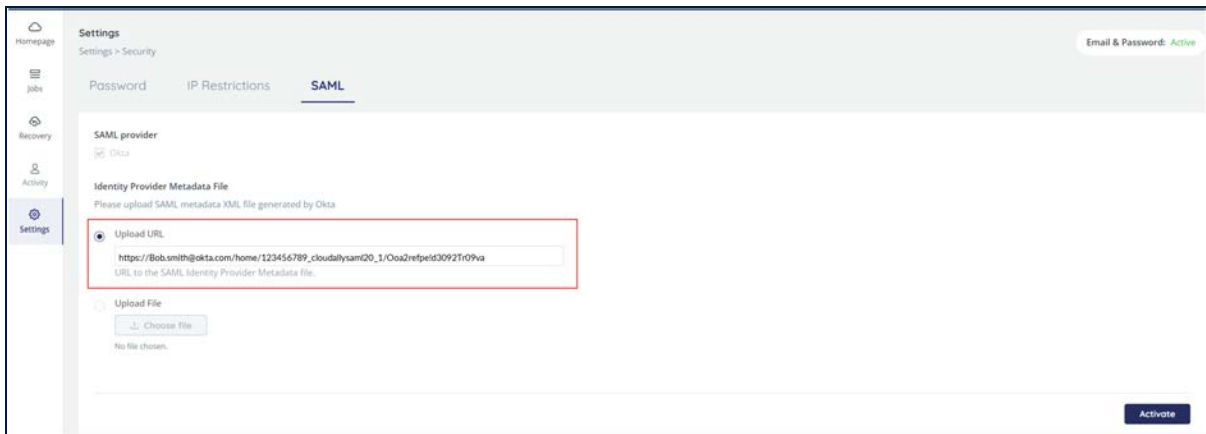 Homepage
Jobs
Recovery
Activity
Settings
Settings
Settings > Security
Email & Password: Active
Password IP Restrictions SAML
SAML provider
Okta
Identity Provider Metadata File
Please upload SAML metadata XML file generated by Okta
Upload URL
https://Bob.smith@okta.com/home/123456789_cloudallysaml20_1/Ooa2refpeld3092Tr09va
URL to the SAML Identity Provider Metadata file.
Upload File
Choose file
No file chosen.
Activate